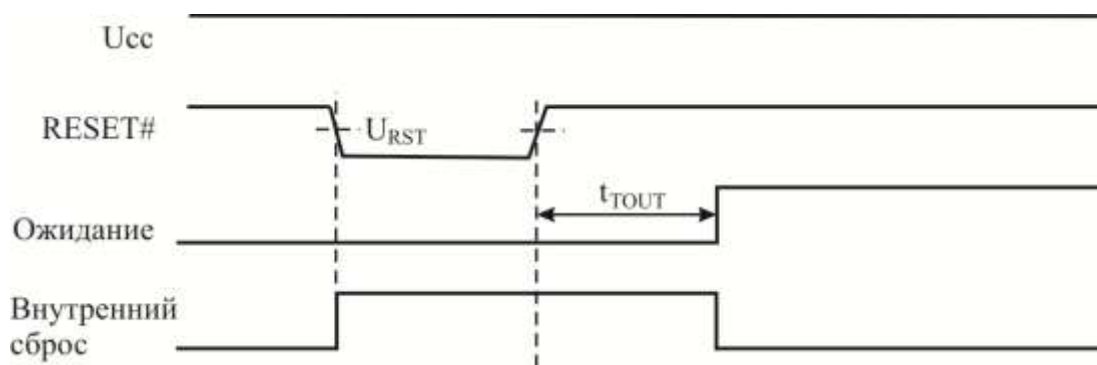 Ucc
RESET#
URST
tTOUT
Ожидание
Внутренний
сброс